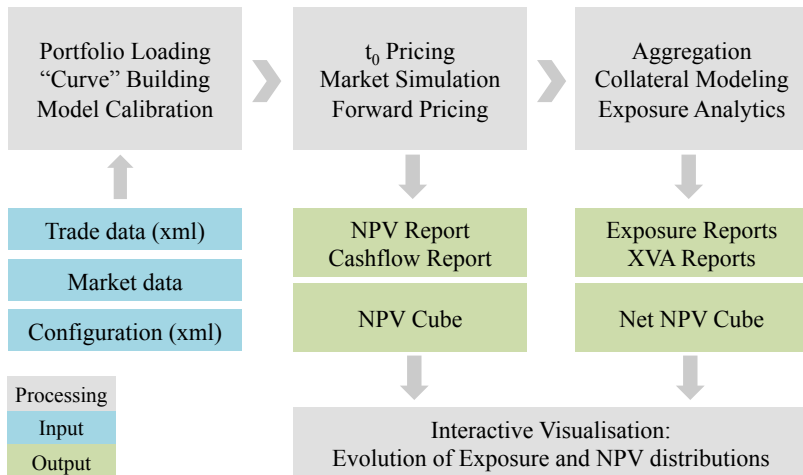 Portfolio Loading
“Curve” Building
Model Calibration
t₀ Pricing
Market Simulation
Forward Pricing
Aggregation
Collateral Modeling
Exposure Analytics
Trade data (xml)
Market data
Configuration (xml)
NPV Report
Cashflow Report
NPV Cube
Exposure Reports
XVA Reports
Net NPV Cube
Processing
Input
Output
Interactive Visualisation:
Evolution of Exposure and NPV distributions